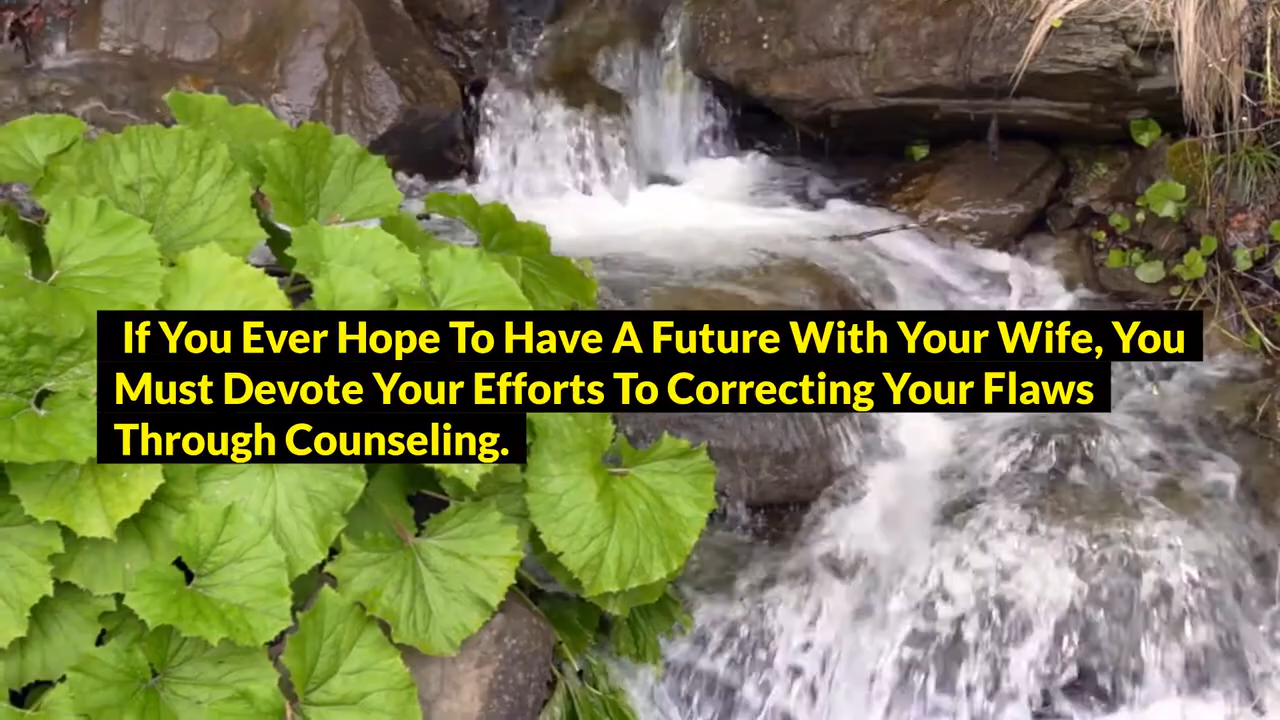 If You Ever Hope To Have A Future With Your Wife, You
Must Devote Your Efforts To Correcting Your Flaws
Through Counseling.